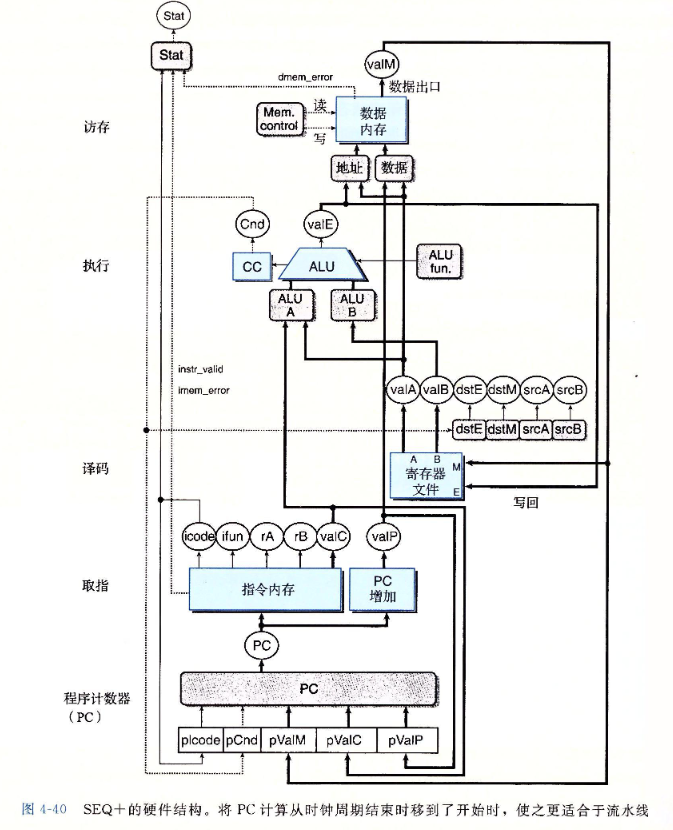 Stat
Stat
valM
dmem_error
数据出口
Mem. control
读
写
数据内存
访存
地址
数据
Cnd
valE
执行
CC
ALU
ALU fun.
ALU A
ALU B
instr_valid
imem_error
valA
valB
dstE
dstM
srcA
srcB
dstE
dstM
srcA
srcB
A
B
M
寄存器文件
E
译码
写回
icode
ifun
rA
rB
valC
valP
取指
指令内存
PC增加
PC
程序计数器
（PC）
PC
pIcode
pCnd
pValM
pValC
pValP
图 4-40 SEQ+的硬件结构。将 PC 计算从时钟周期结束时移到了开始时，使之更适合于流水线